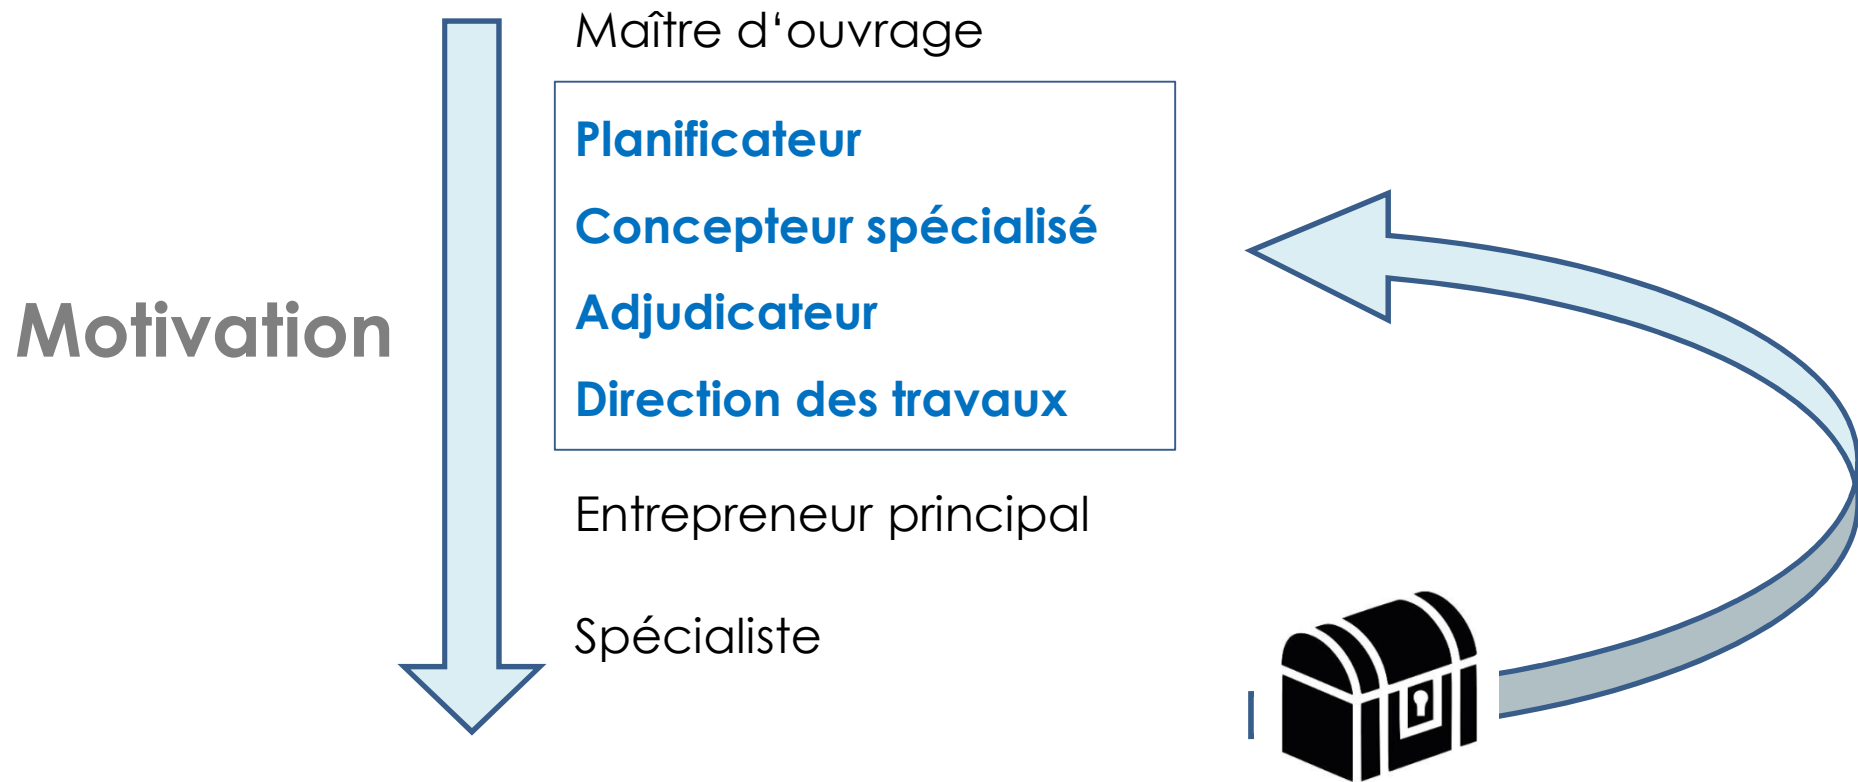 Maître d‘ouvrage
Planificateur
Concepteur spécialisé
Adjudicateur
Motivation
Direction des travaux
Entrepreneur principal
Spécialiste